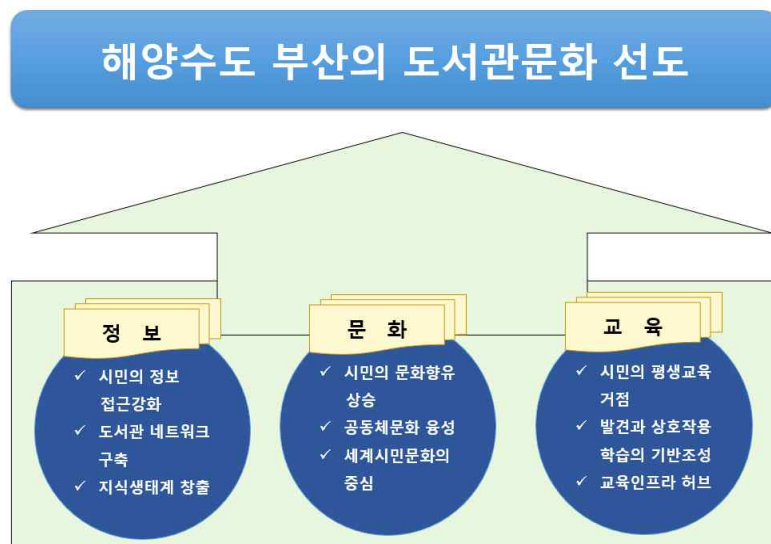 해양수도 부산의 도서관문화 선도
정 보
✓ 시민의 정보
접근강화
✓ 도서관 네트워크
구축
✓ 지식생태계 창출
문 화
✓ 시민의 문화향유
상승
✓ 공동체문화 융성
✓ 세계시민문화의
중심
교 육
✓ 시민의 평생교육
거점
✓ 발견과 상호작용
학습의 기반조성
✓ 교육인프라 허브